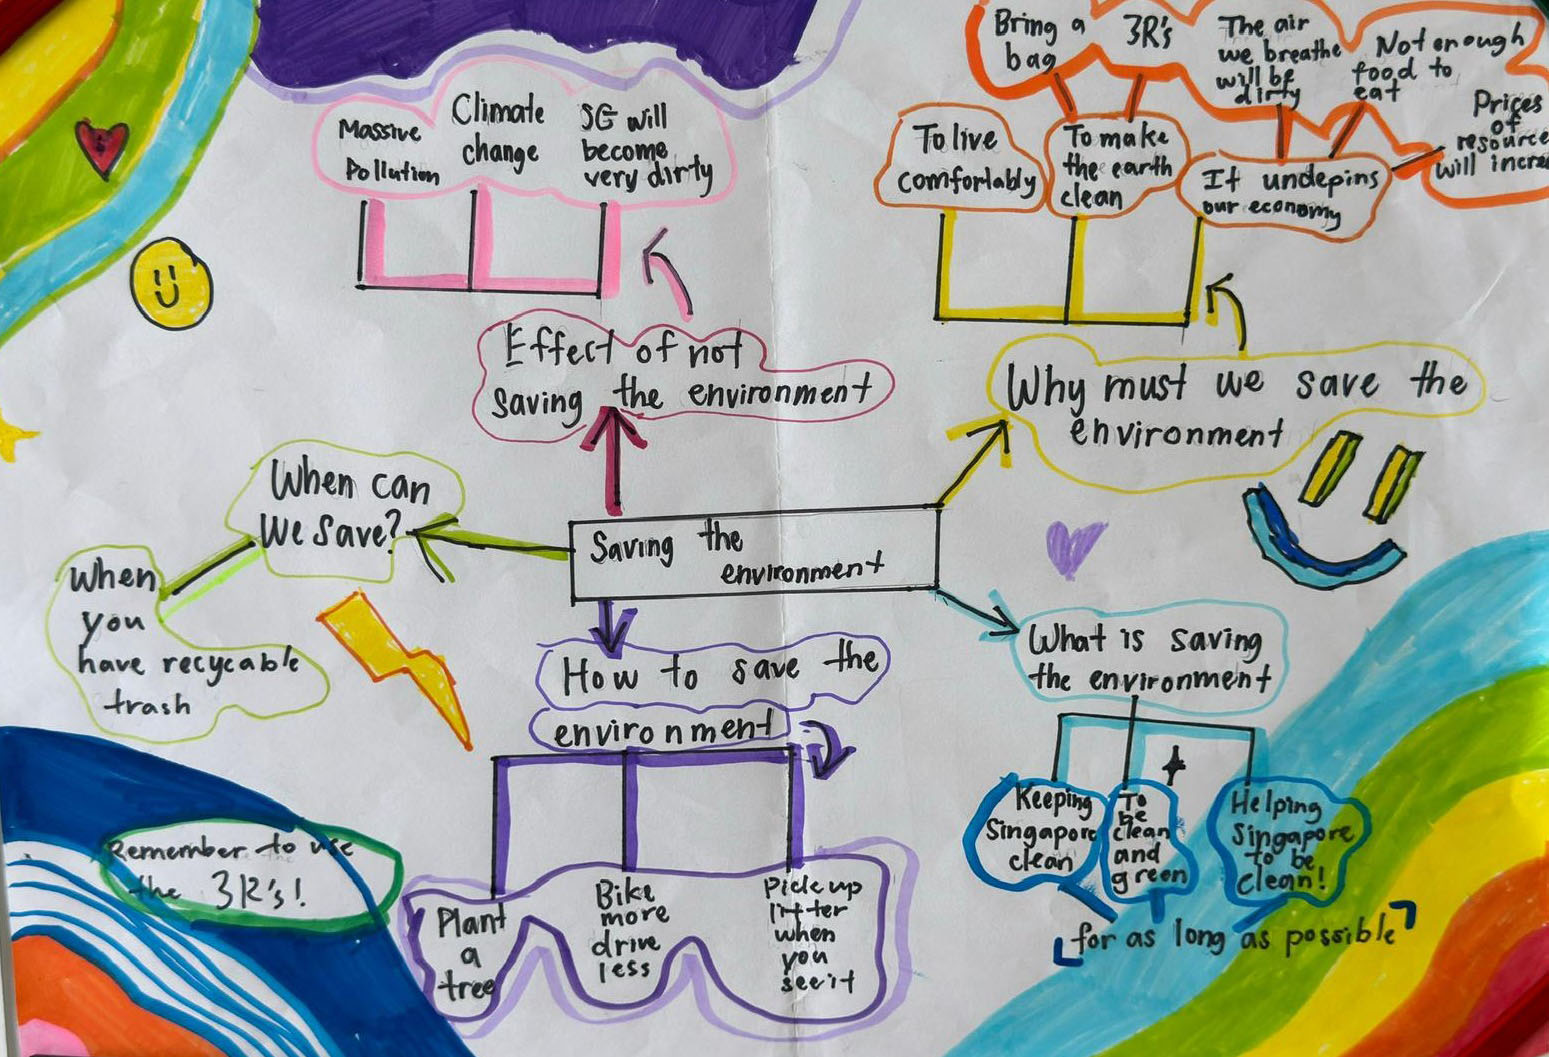 Massive
Pollution
Climate
change
SG will
become
very dirty
Bring a
bag
3R's
The air
we breathe
will be
dirty
Not enough
food to
eat
Prices
of
resource
will
To live
comforlably
To make
the earth
clean
It undepins
our economy
Effect of not
saving the environment
Why must we save the
environment
When can
We save?
When
you
have recycable
trash
Saving the
environment
How to save the
environment
What is saving
the environment
Keeping
Singapore
clean
To
be
clean
and
green
Helping
Singapore
to be
clean!
for as long as possible
Remember to use
the 3R's!
Plant
a
tree
Bike
more
drive
less
Pick up
litter
when
you
see it